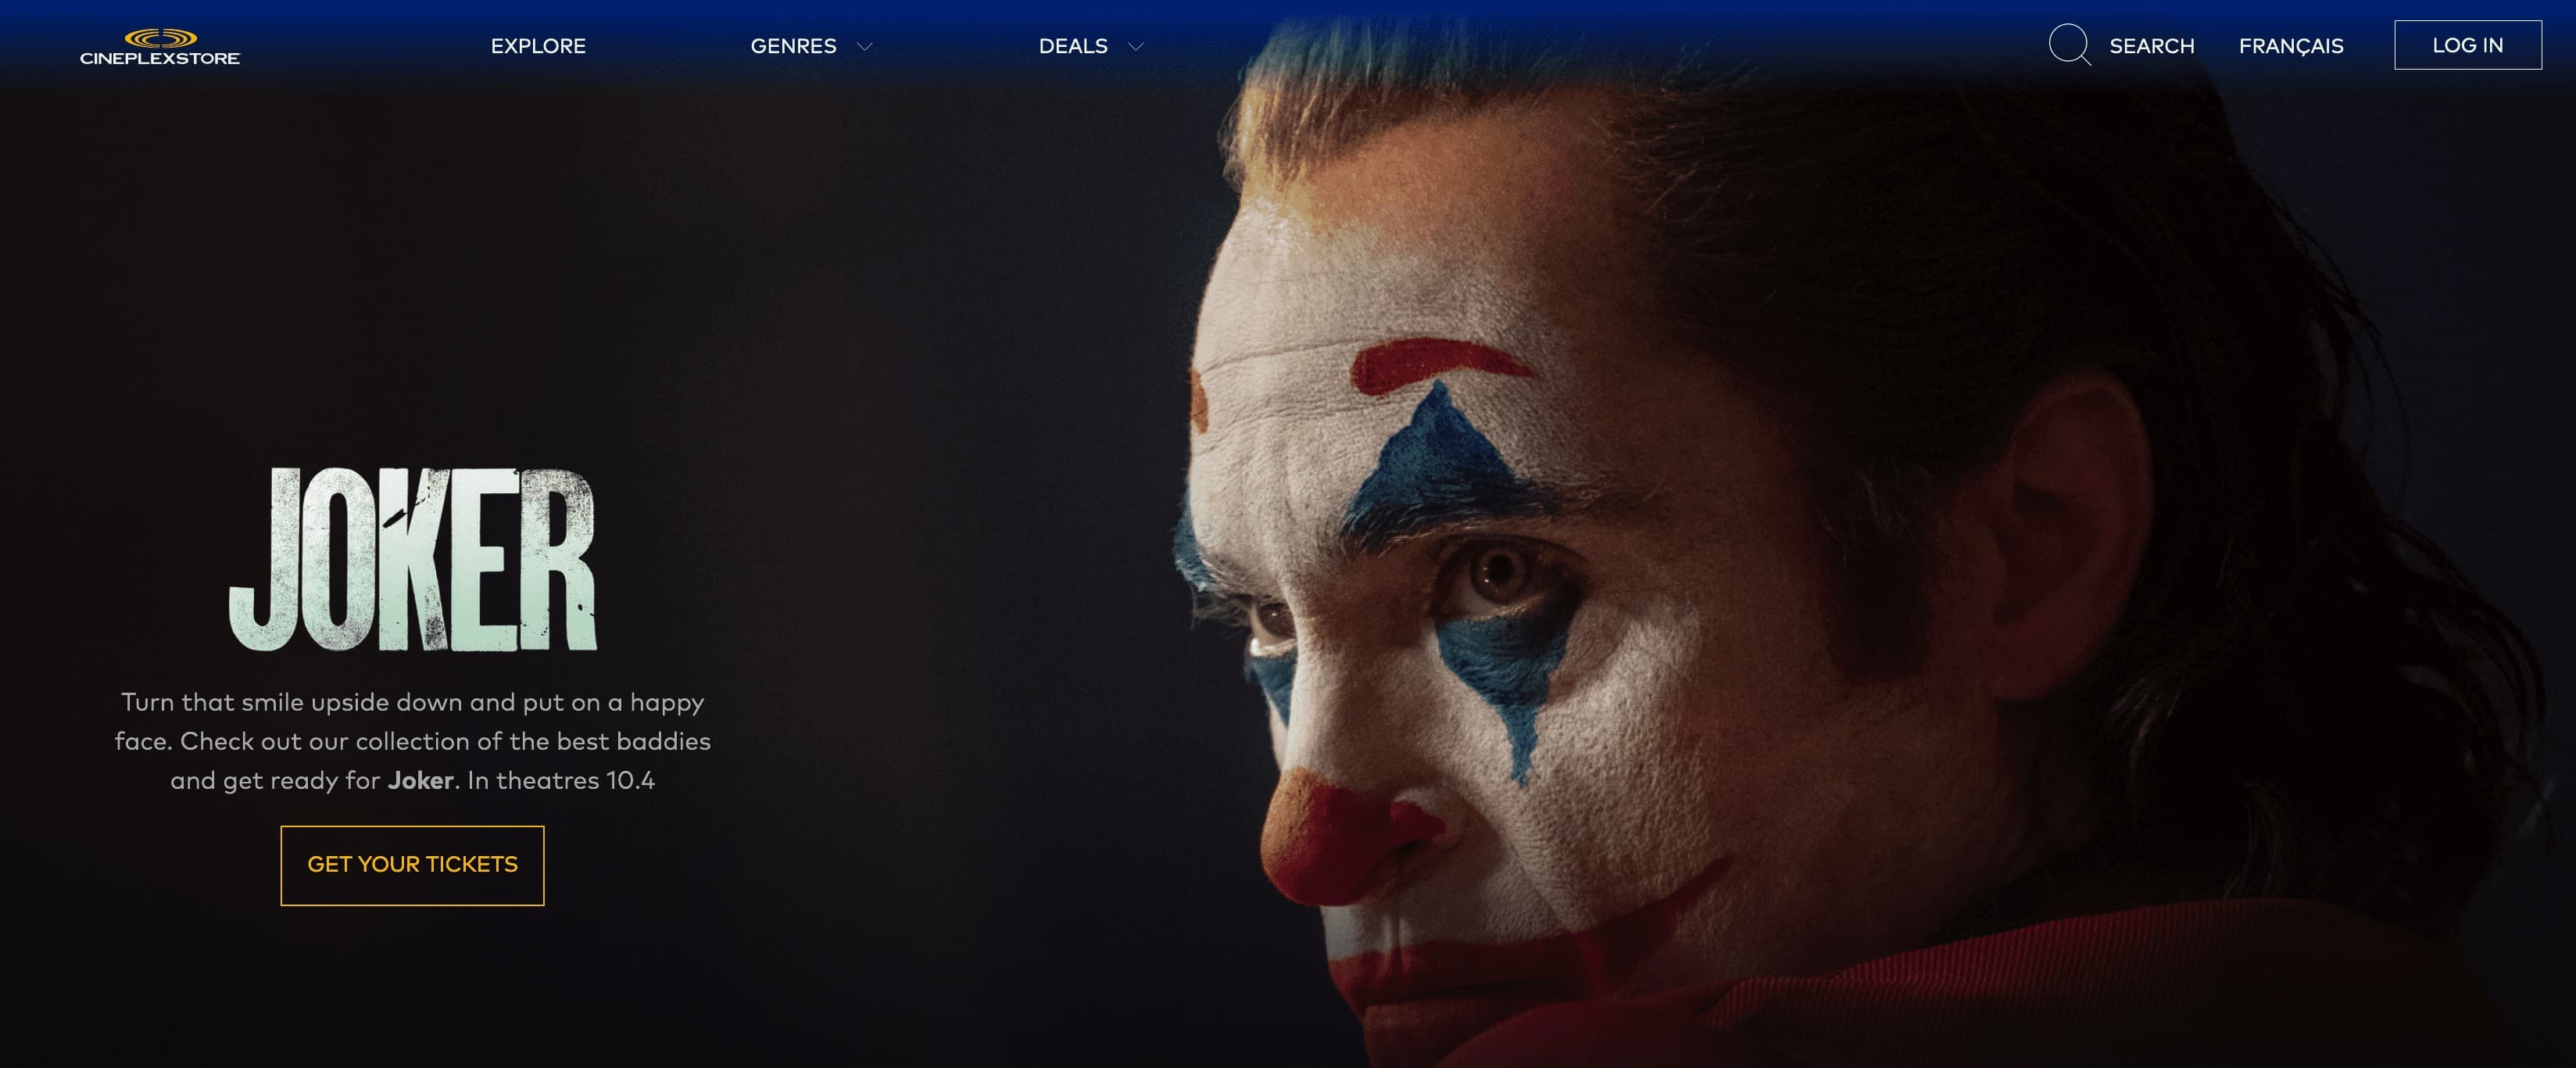 CINEPLEXSTORE
EXPLORE
GENRES
DEALS
SEARCH
FRANÇAIS
LOG IN
JOKER
Turn that smile upside down and put on a happy
face. Check out our collection of the best baddies
and get ready for Joker. In theatres 10.4
GET YOUR TICKETS